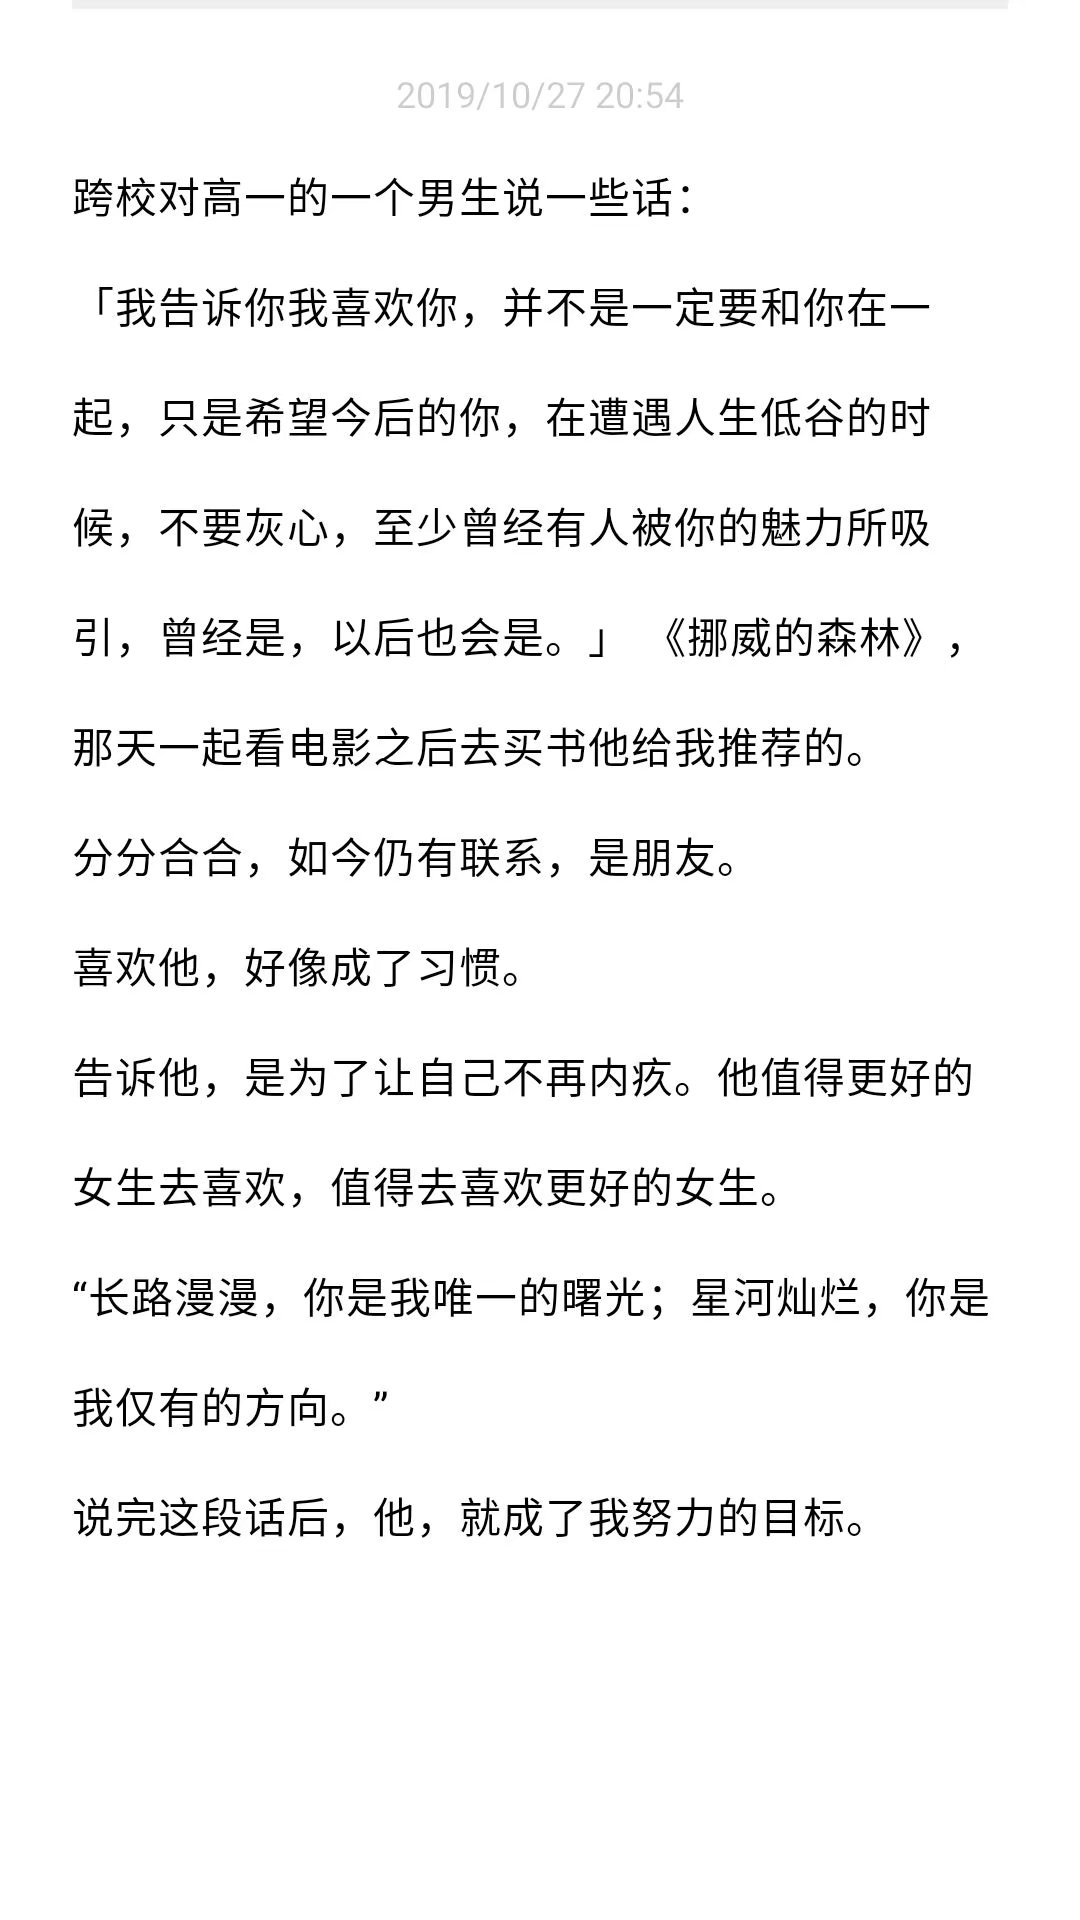 2019/10/27 20:54
跨校对高一的一个男生说一些话：
「我告诉你我喜欢你，并不是一定要和你在一
起，只是希望今后的你，在遭遇人生低谷的时
候，不要灰心，至少曾经有人被你的魅力所吸
引，曾经是，以后也会是。」 《挪威的森林》，
那天一起看电影之后去买书他给我推荐的。
分分合合，如今仍有联系，是朋友。
喜欢他，好像成了习惯。
告诉他，是为了让自己不再内疚。他值得更好的
女生去喜欢，值得去喜欢更好的女生。
“长路漫漫，你是我唯一的曙光；星河灿烂，你是
我仅有的方向。”
说完这段话后，他，就成了我努力的目标。